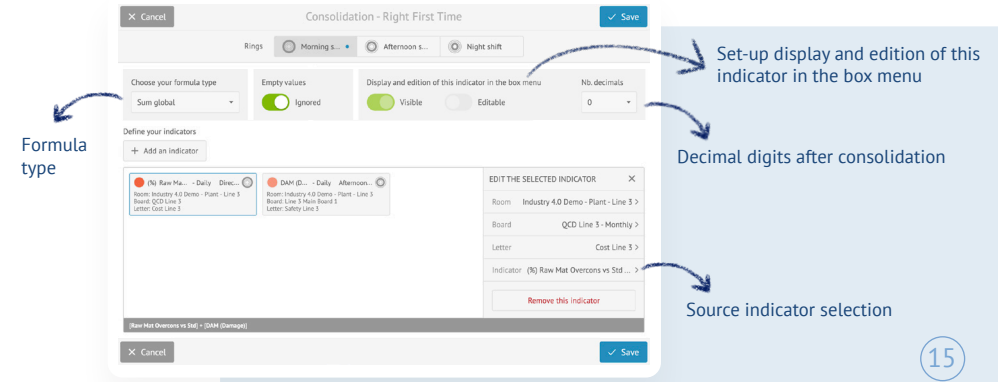 × Cancel
Consolidation - Right First Time
✓ Save
Rings
Morning s...
Afternoon s...
Night shift
Set-up display and edition of this
indicator in the box menu
Choose your formula type
Empty values
Display and edition of this indicator in the box menu
Nb. decimals
Sum global
Ignored
Visible
Editable
0
Formula
type
Decimal digits after consolidation
Define your indicators
+ Add an indicator
(%) Raw Ma... - Daily Direc...
Room: Industry 4.0 Demo - Plant - Line 3
Board: QCD Line 3
Letter: Cost Line 3
DAM (D... - Daily Afternoon...
Room: Industry 4.0 Demo - Plant - Line 3
Board: Line 3 Main Board 1
Letter: Safety Line 3
EDIT THE SELECTED INDICATOR ×
Room Industry 4.0 Demo - Plant - Line 3 >
Board QCD Line 3 - Monthly >
Letter Cost Line 3 >
Indicator (%) Raw Mat Overcons vs Std ... >
Remove this indicator
Source indicator selection
[Raw Mat Overcons vs Std] + [DAM (Damage)]
× Cancel
✓ Save
15